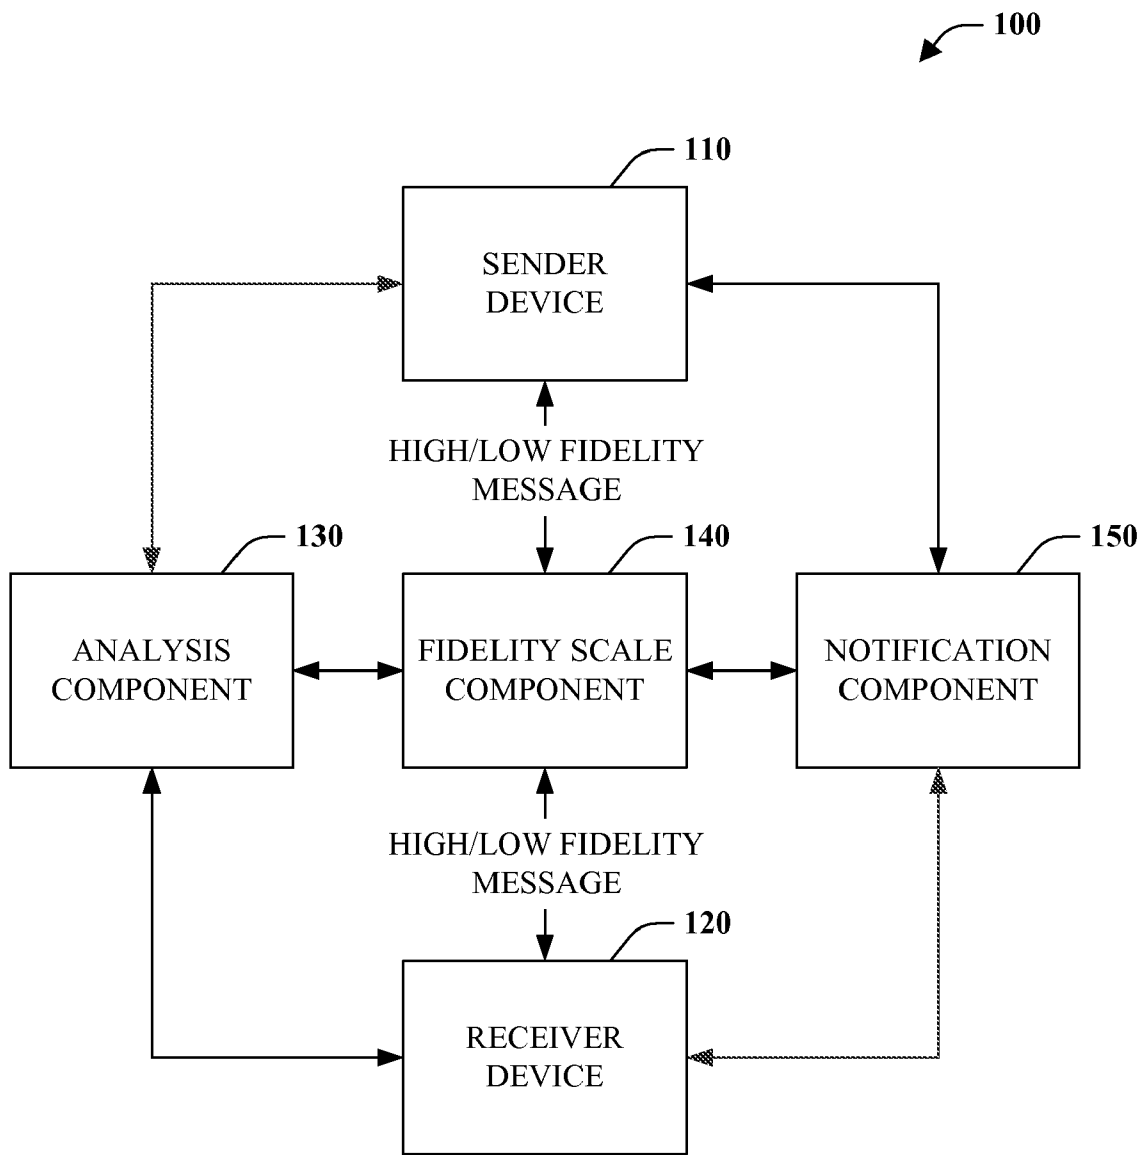 100
110
SENDER
DEVICE
HIGH/LOW FIDELITY
MESSAGE
130
140
150
ANALYSIS
COMPONENT
FIDELITY SCALE
COMPONENT
NOTIFICATION
COMPONENT
HIGH/LOW FIDELITY
MESSAGE
120
RECEIVER
DEVICE